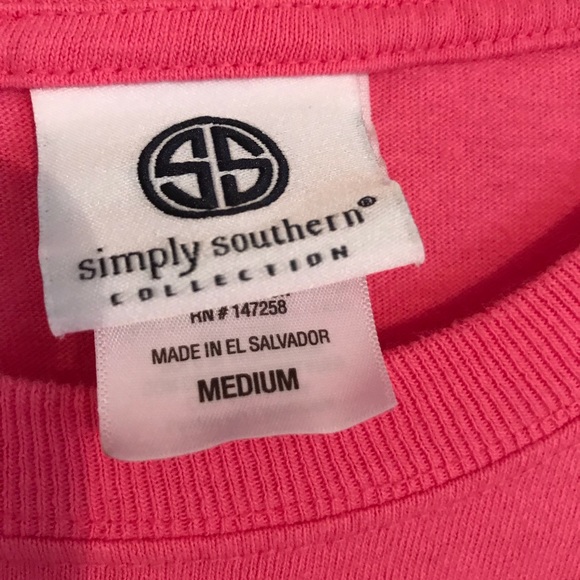 SS
simply southern®
COLLECTION
RN # 147258
MADE IN EL SALVADOR
MEDIUM